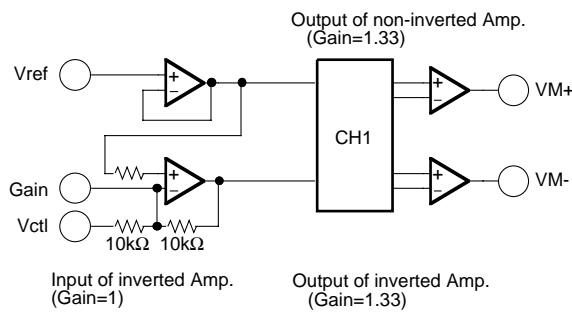 Output of non-inverted Amp.
(Gain=1.33)
Vref
+
−
+
−
VM+
CH1
Gain
+
−
+
−
VM-
Vctl
10kΩ
10kΩ
Input of inverted Amp.
(Gain=1)
Output of inverted Amp.
(Gain=1.33)